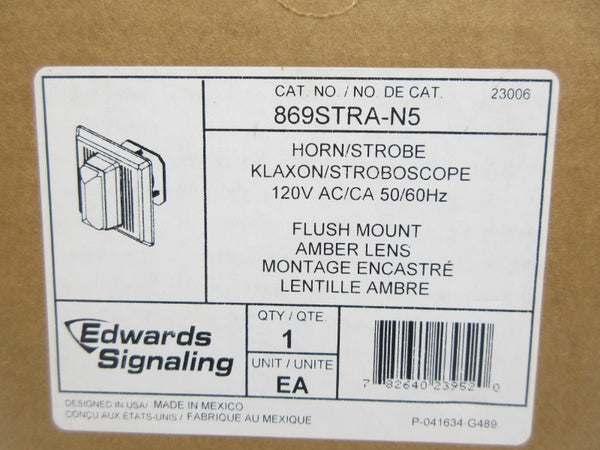 CAT. NO. / NO. DE CAT.
23006
869STRA-N5
HORN/STROBE
KLAXON/STROBOSCOPE
120V AC/CA 50/60Hz
FLUSH MOUNT
AMBER LENS
MONTAGE ENCASTRÉ
LENTILLE AMBRE
Edwards
Signaling
QTY / QTE.
1
UNIT / UNITE
EA
7 82640 23952 0
DESIGNED IN USA/ MADE IN MEXICO
CONÇU AUX ÉTATS-UNIS / FABRIQUE AU MEXIQUE
P-041634-G489